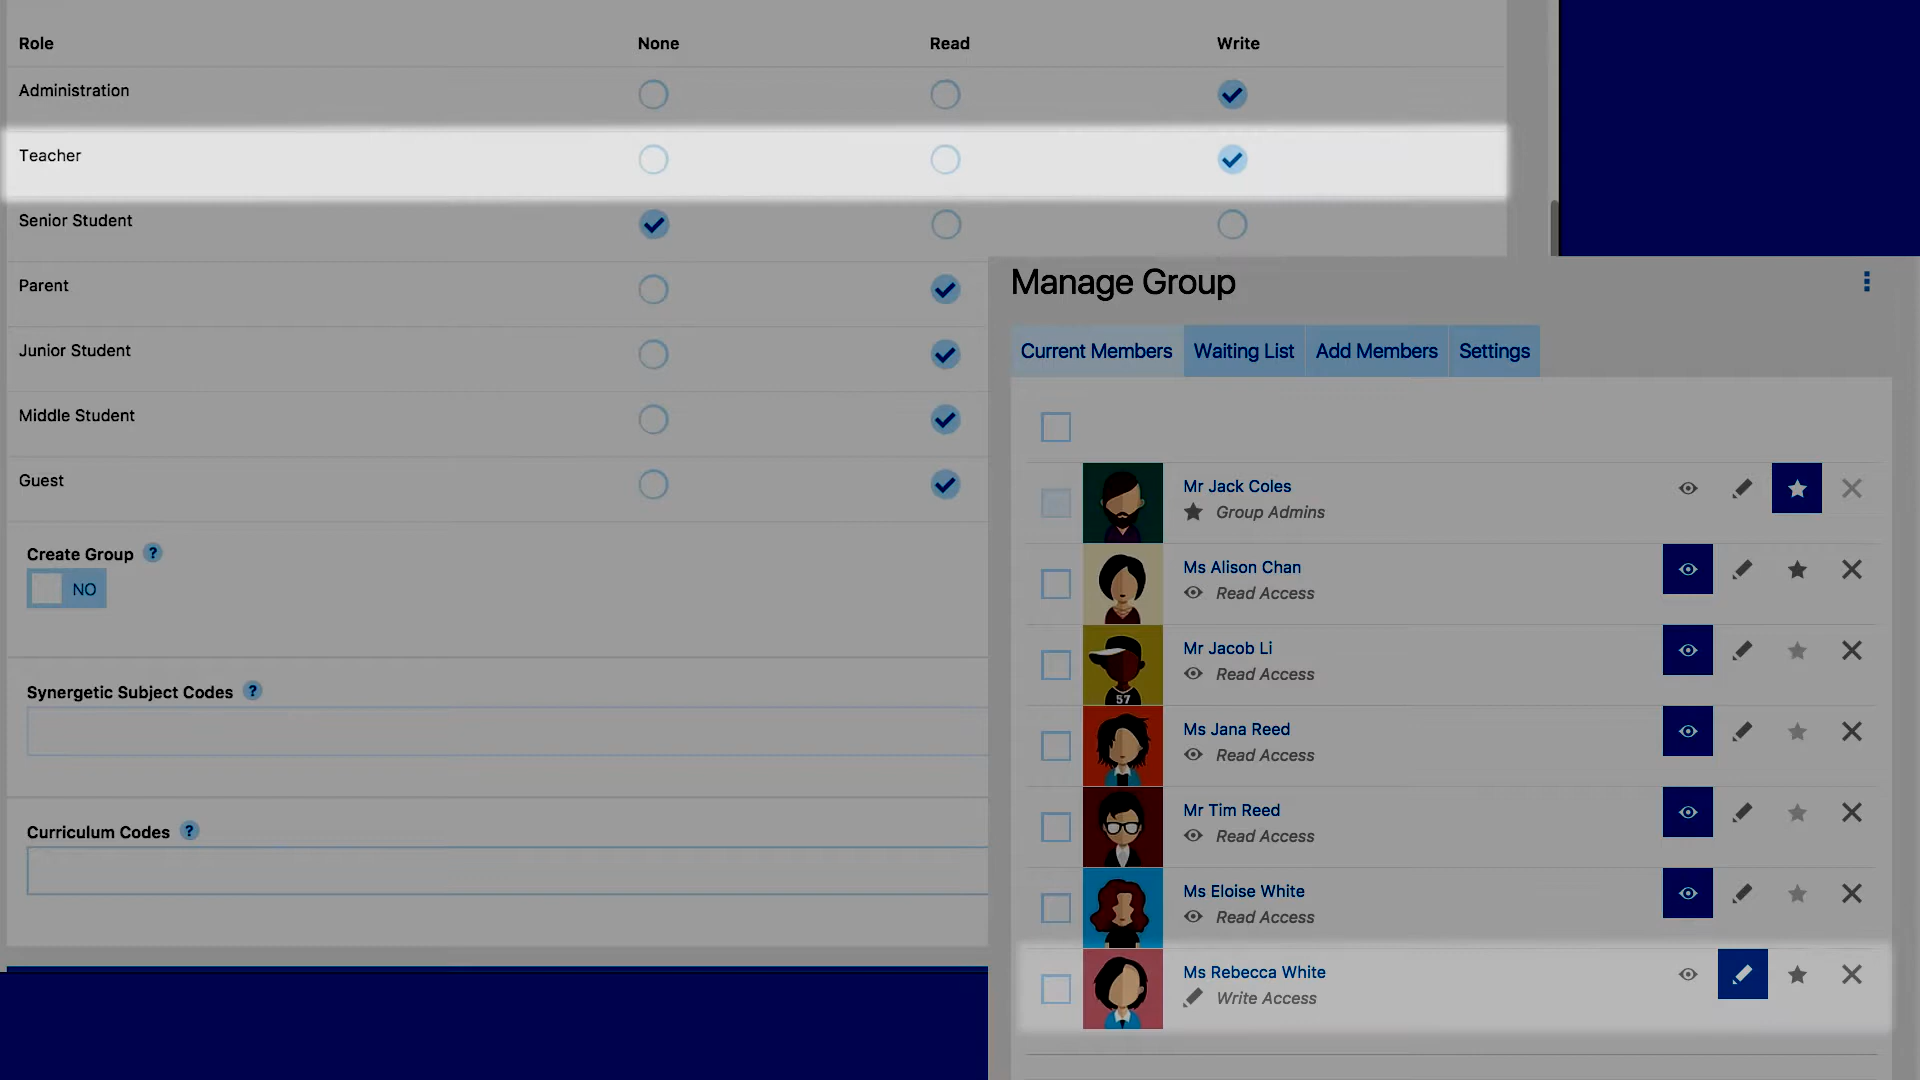 Role None Read Write
Administration
Teacher
Senior Student
Parent
Junior Student
Middle Student
Guest
Create Group ?
NO
Synergetic Subject Codes ?
Curriculum Codes ?
Manage Group
Current Members Waiting List Add Members Settings
Mr Jack Coles
Group Admins
Ms Alison Chan
Read Access
Mr Jacob Li
Read Access
57
Ms Jana Reed
Read Access
Mr Tim Reed
Read Access
Ms Eloise White
Read Access
Ms Rebecca White
Write Access